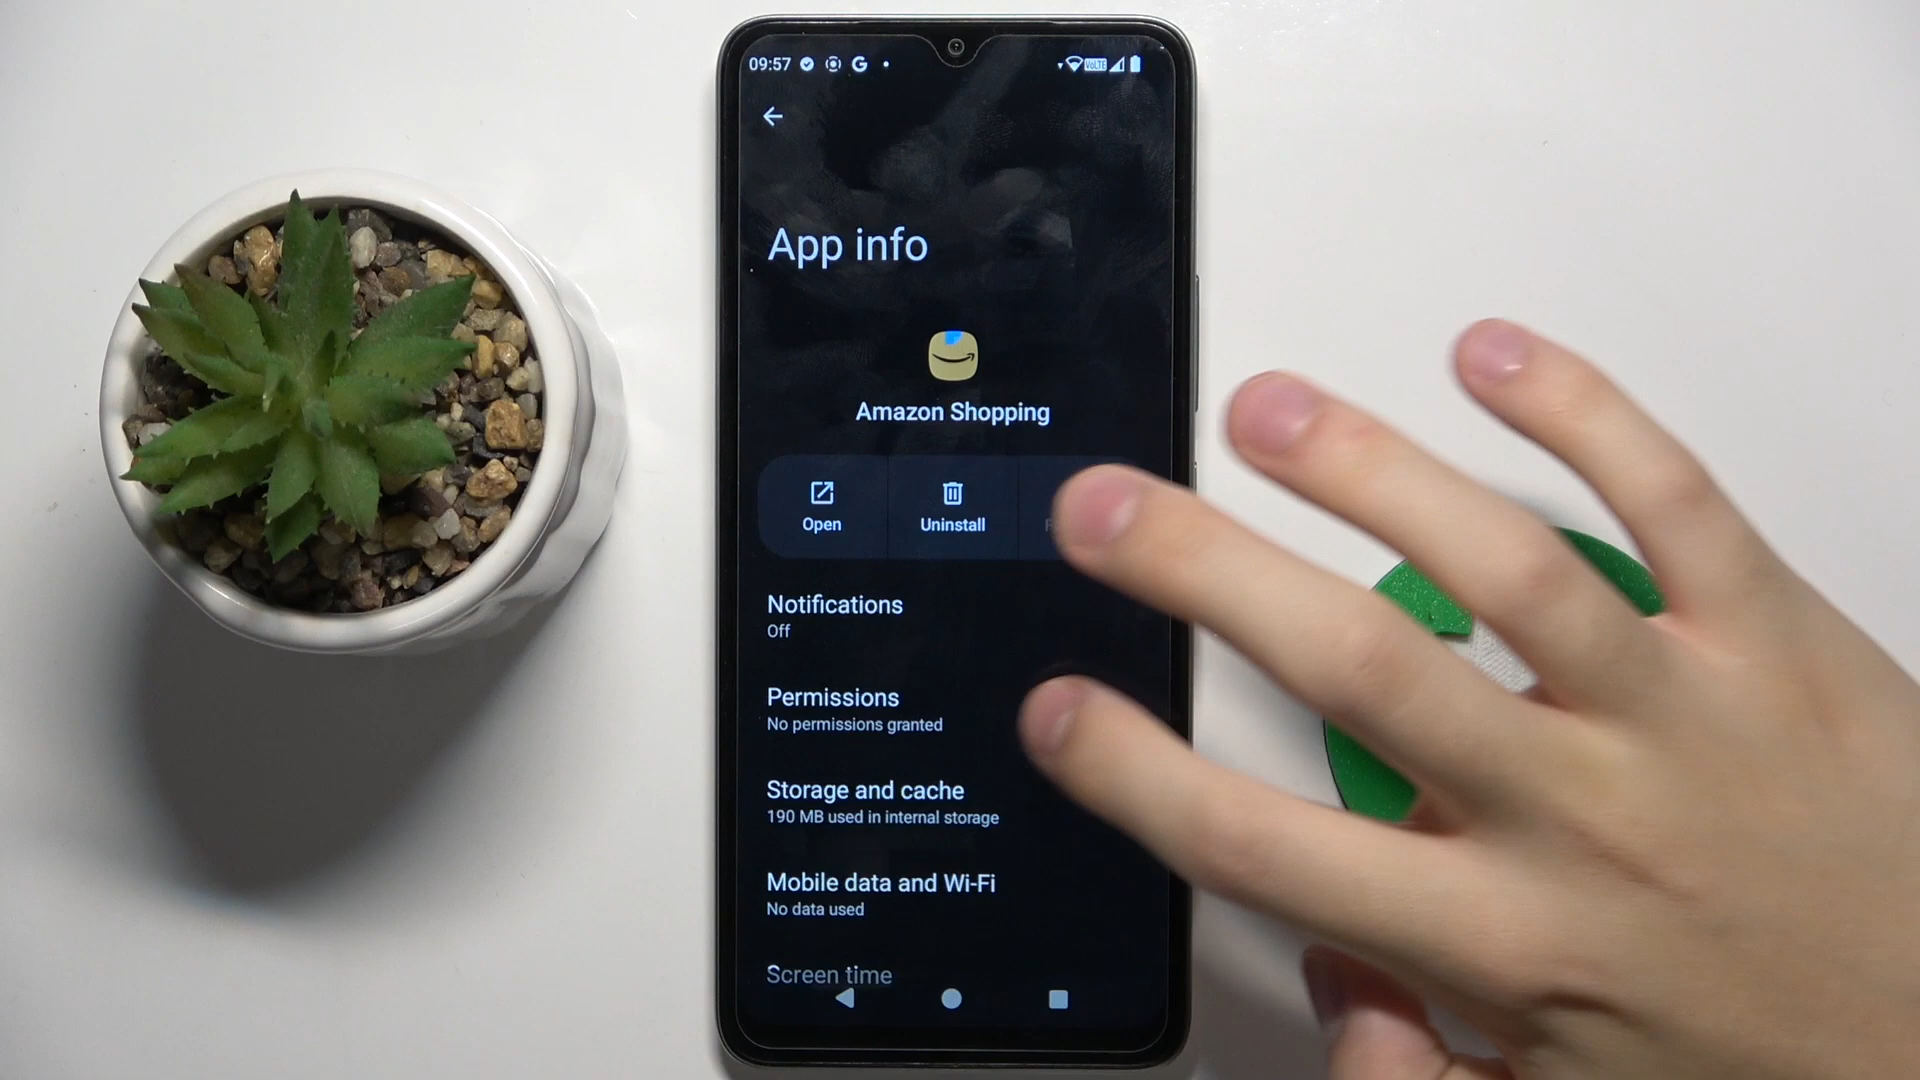 09:57
VoLTE
App info
Amazon Shopping
Open
Uninstall
Notifications
Off
Permissions
No permissions granted
Storage and cache
190 MB used in internal storage
Mobile data and Wi-Fi
No data used
Screen time